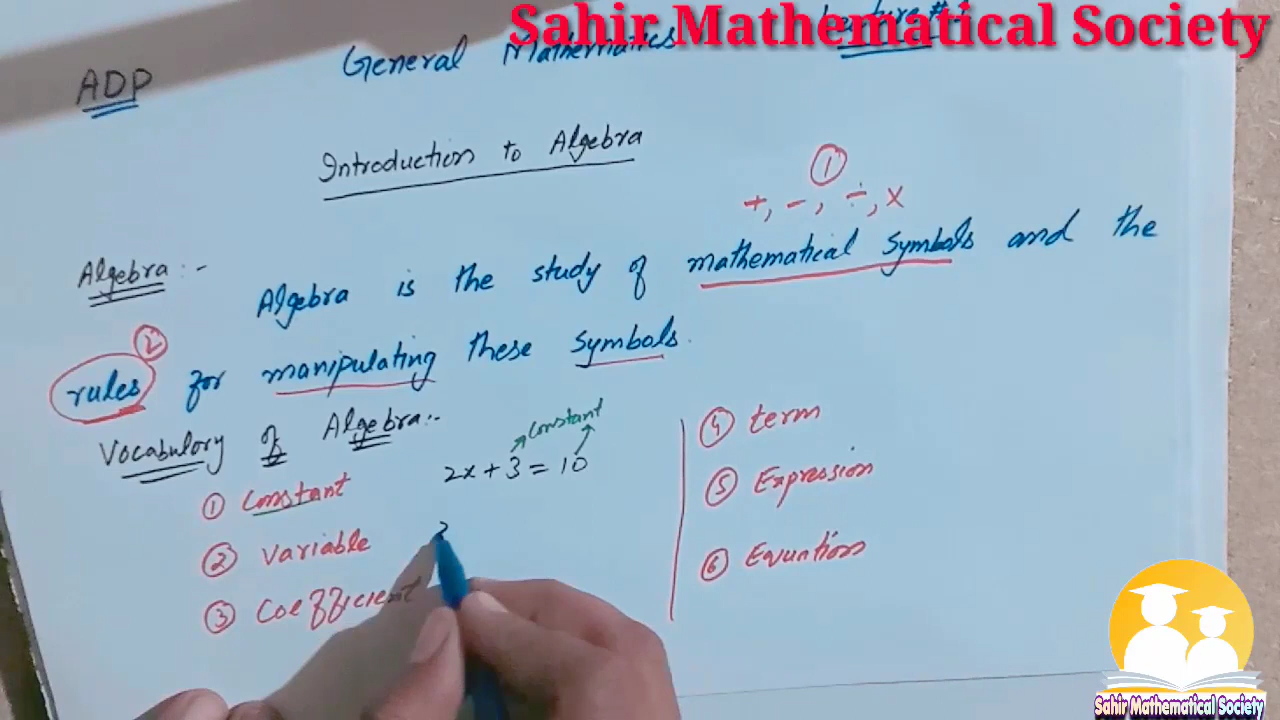 Sahir Mathematical Society
ADP
General Mathematics
Introduction to Algebra
①
+, -, ÷, ×
Algebra :-
Algebra is the study of mathematical symbols and the
②
rules for manipulating these symbols.
Vocabulory of Algebra:-
Constant
2x + 3 = 10
① Constant
② Variable
③ Coefficient
④ term
⑤ Expression
⑥ Equation
Sahir Mathematical Society